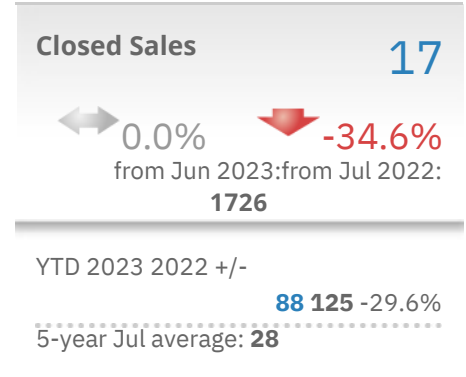 Closed Sales
17
0.0%
-34.6%
from Jun 2023:from Jul 2022:
1726
YTD 2023 2022 +/-
88 125 -29.6%
5-year Jul average: 28